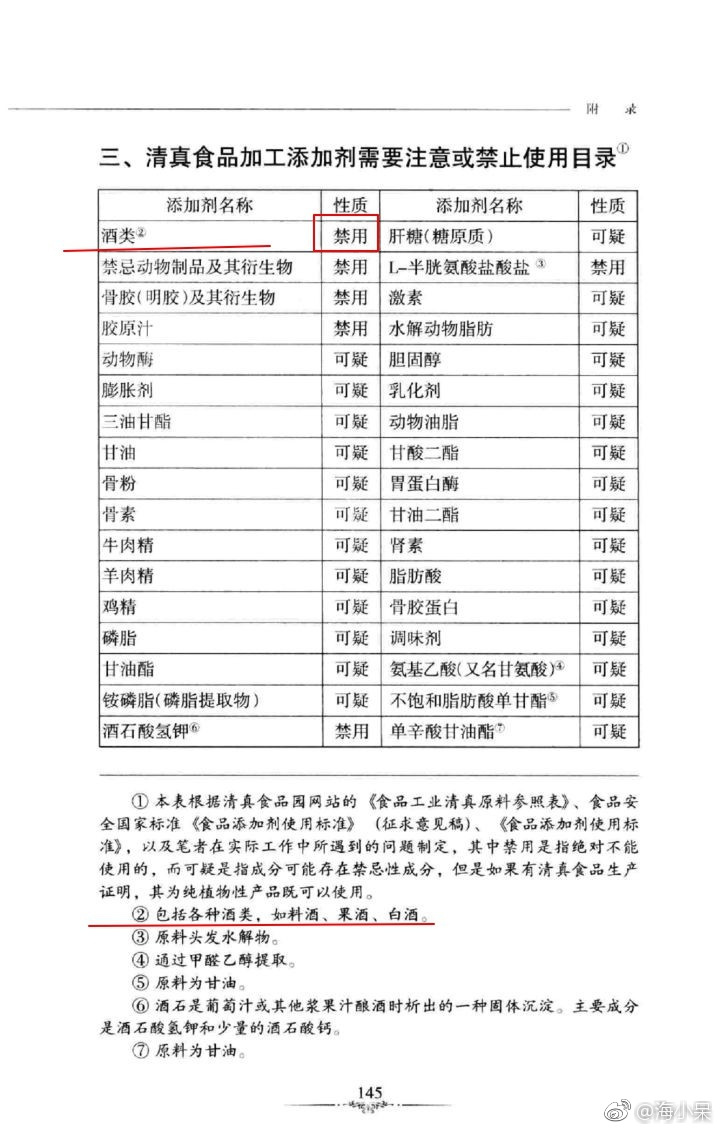 附 录
三、清真食品加工添加剂需要注意或禁止使用目录①
添加剂名称 性质 添加剂名称 性质
酒类② 禁用 肝糖(糖原质) 可疑
禁忌动物制品及其衍生物 禁用 L-半胱氨酸盐酸盐③ 禁用
骨胶(明胶)及其衍生物 禁用 激素 可疑
胶原汁 禁用 水解动物脂肪 可疑
动物酶 可疑 胆固醇 可疑
膨胀剂 可疑 乳化剂 可疑
三油甘酯 可疑 动物油脂 可疑
甘油 可疑 甘酸二酯 可疑
骨粉 可疑 胃蛋白酶 可疑
骨素 可疑 甘油二酯 可疑
牛肉精 可疑 肾素 可疑
羊肉精 可疑 脂肪酸 可疑
鸡精 可疑 骨胶蛋白 可疑
磷脂 可疑 调味剂 可疑
甘油酯 可疑 氨基乙酸(又名甘氨酸)④ 可疑
铵磷脂(磷脂提取物) 可疑 不饱和脂肪酸单甘酯⑤ 可疑
酒石酸氢钾⑥ 禁用 单辛酸甘油酯⑦ 可疑
① 本表根据清真食品园网站的《食品工业清真原料参照表》、食品安
全国家标准《食品添加剂使用标准》(征求意见稿)、《食品添加剂使用标
准》,以及笔者在实际工作中所遇到的问题制定,其中禁用是指绝对不能
使用的,而可疑是指成分可能存在禁忌性成分,但是如果有清真食品生产
证明,其为纯植物性产品既可以使用。
② 包括各种酒类,如料酒、果酒、白酒。
③ 原料头发水解物。
④ 通过甲醛乙醇提取。
⑤ 原料为甘油。
⑥ 酒石是葡萄汁或其他浆果汁酿酒时析出的一种固体沉淀。主要成分
是酒石酸氢钾和少量的酒石酸钙。
⑦ 原料为甘油。
145
@海小呆